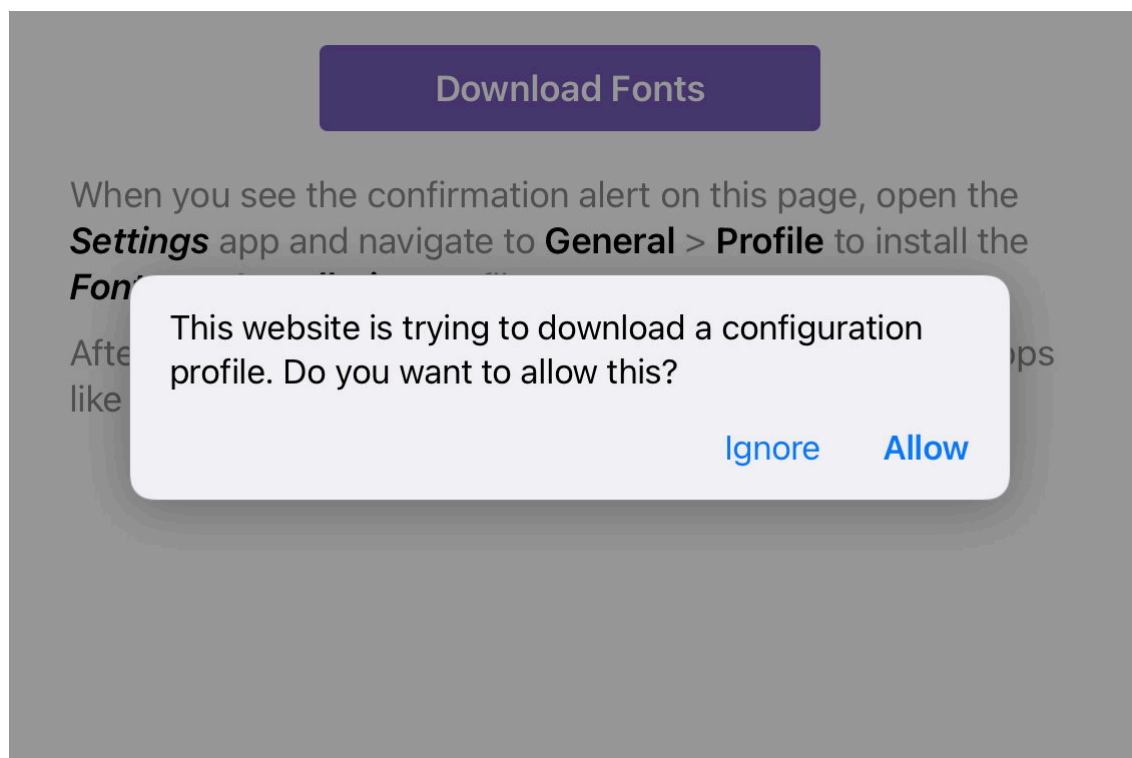 Download Fonts
When you see the confirmation alert on this page, open the
Settings app and navigate to General > Profile to install the
This website is trying to download a configuration
profile. Do you want to allow this?
like
Ignore Allow